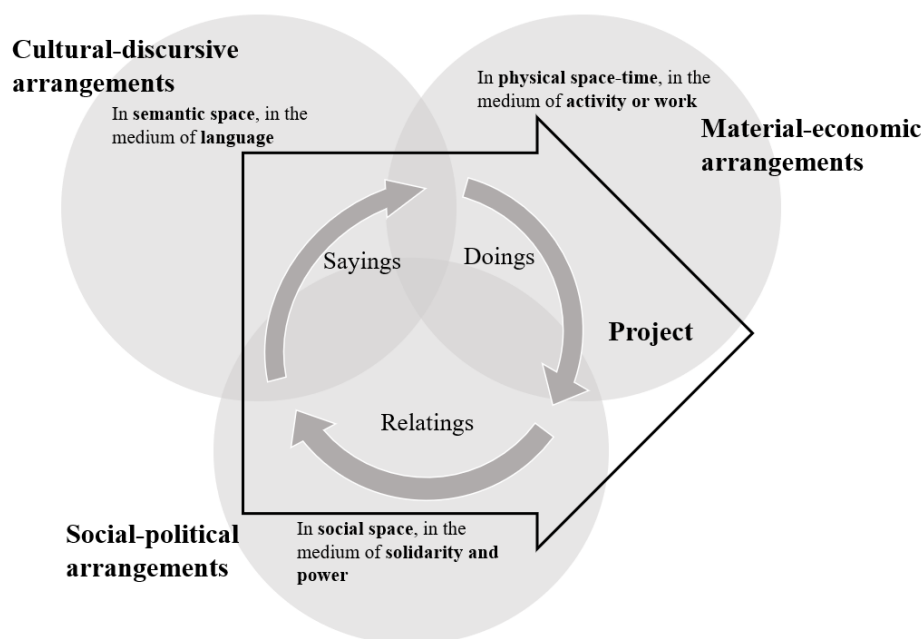 Cultural-discursive
arrangements
In semantic space, in the
medium of language
In physical space-time, in the
medium of activity or work
Material-economic
arrangements
Sayings
Doings
Project
Relatings
Social-political
arrangements
In social space, in the
medium of solidarity and
power